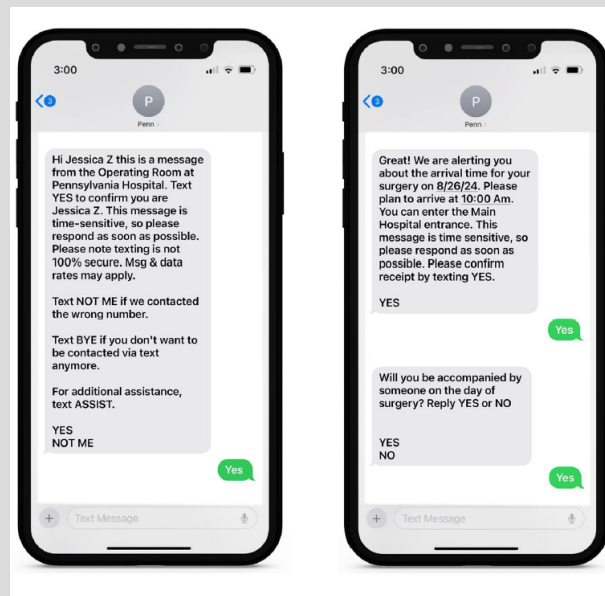 3:00
3
P
Penn
Hi Jessica Z this is a message
from the Operating Room at
Pennsylvania Hospital. Text
YES to confirm you are
Jessica Z. This message is
time-sensitive, so please
respond as soon as possible.
Please note texting is not
100% secure. Msg & data
rates may apply.
Text NOT ME if we contacted
the wrong number.
Text BYE if you don't want to
be contacted via text
anymore.
For additional assistance,
text ASSIST.
YES
NOT ME
Yes
Text Message
3:00
3
P
Penn
Great! We are alerting you
about the arrival time for your
surgery on 8/26/24. Please
plan to arrive at 10:00 Am.
You can enter the Main
Hospital entrance. This
message is time sensitive, so
please respond as soon as
possible. Please confirm
receipt by texting YES.
YES
Yes
Will you be accompanied by
someone on the day of
surgery? Reply YES or NO
YES
NO
Yes
Text Message